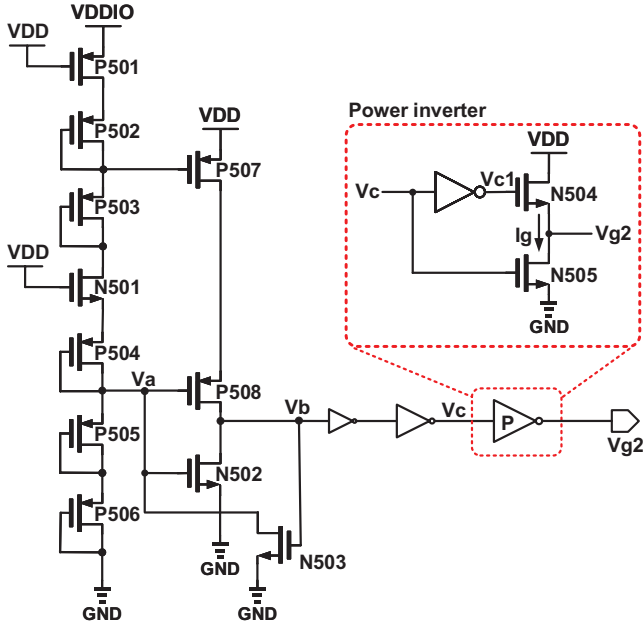 VDDIO
VDD
P501
P502
VDD
P507
P503
VDD
N501
P504
Va
P508
Vb
P505
N502
P506
GND
N503
GND
GND
Power inverter
VDD
Vc
Vc1
N504
Ig
Vg2
N505
GND
Vc
P
Vg2